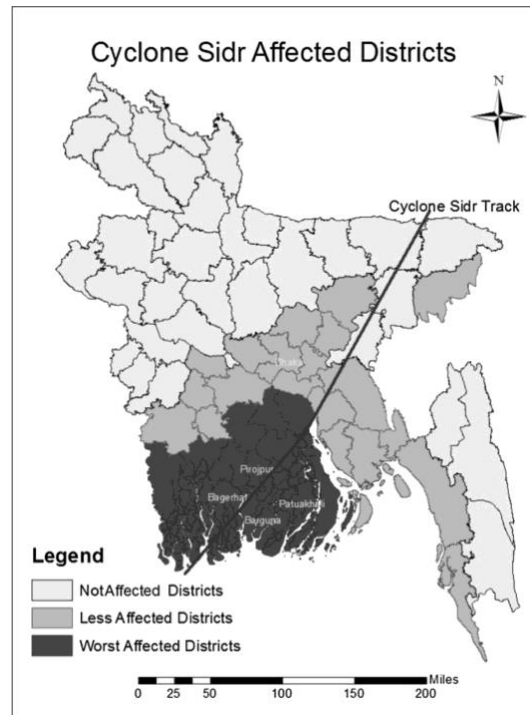 Cyclone Sidr Affected Districts
N
Cyclone Sidr Track
Dhaka
Pirojpur
Bagerhat
Patuakhali
Barguna
Legend
NotAffected Districts
Less Affected Districts
Worst Affected Districts
Miles
0 25 50 100 150 200